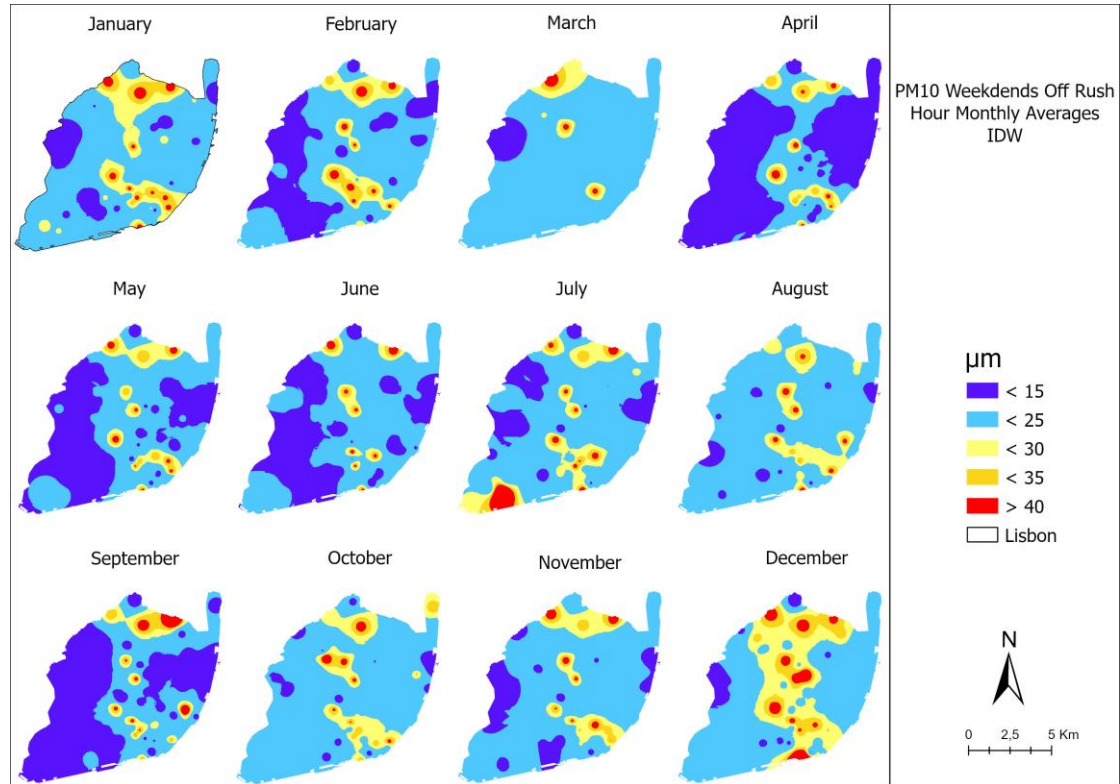 January
February
March
April
May
June
July
August
September
October
November
December
PM10 Weekdends Off Rush
Hour Monthly Averages
IDW
µm
< 15
< 25
< 30
< 35
> 40
Lisbon
N
0 2,5 5 Km